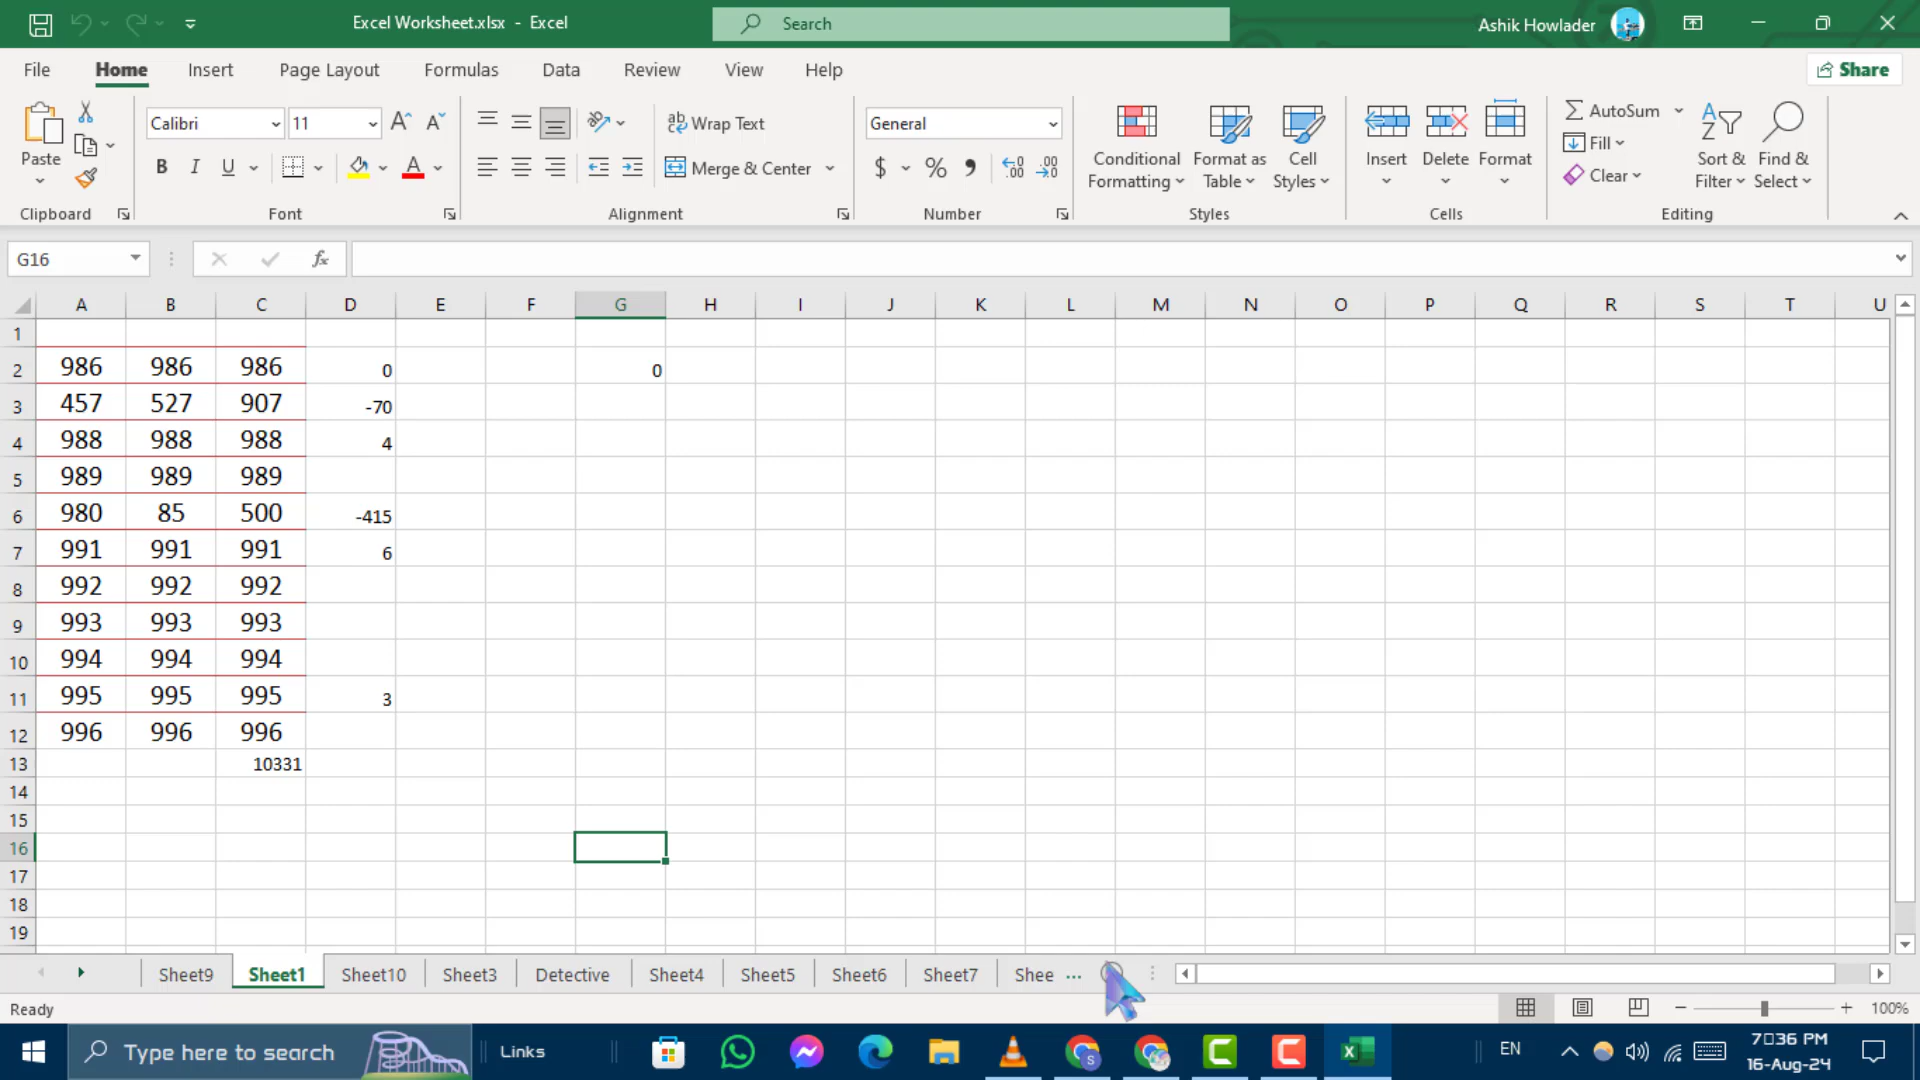 Excel Worksheet.xlsx - Excel
Search
Ashik Howlader
File Home Insert Page Layout Formulas Data Review View Help
Share
Paste
Clipboard
Calibri 11
B I U
Font
Wrap Text
Merge & Center
Alignment
General
$ % ,
Number
Conditional Formatting
Format as Table
Cell Styles
Styles
Insert Delete Format
Cells
AutoSum
Fill
Clear
Sort & Filter
Find & Select
Editing
G16
fx
A B C D E F G H I J K L M N O P Q R S T U
1
2 986 986 986 0 0
3 457 527 907 -70
4 988 988 988 4
5 989 989 989
6 980 85 500 -415
7 991 991 991 6
8 992 992 992
9 993 993 993
10 994 994 994
11 995 995 995 3
12 996 996 996
13 10331
14
15
16
17
18
19
Sheet9 Sheet1 Sheet10 Sheet3 Detective Sheet4 Sheet5 Sheet6 Sheet7 Shee ...
Ready
100%
Type here to search
Links
EN
7:36 PM
16-Aug-24